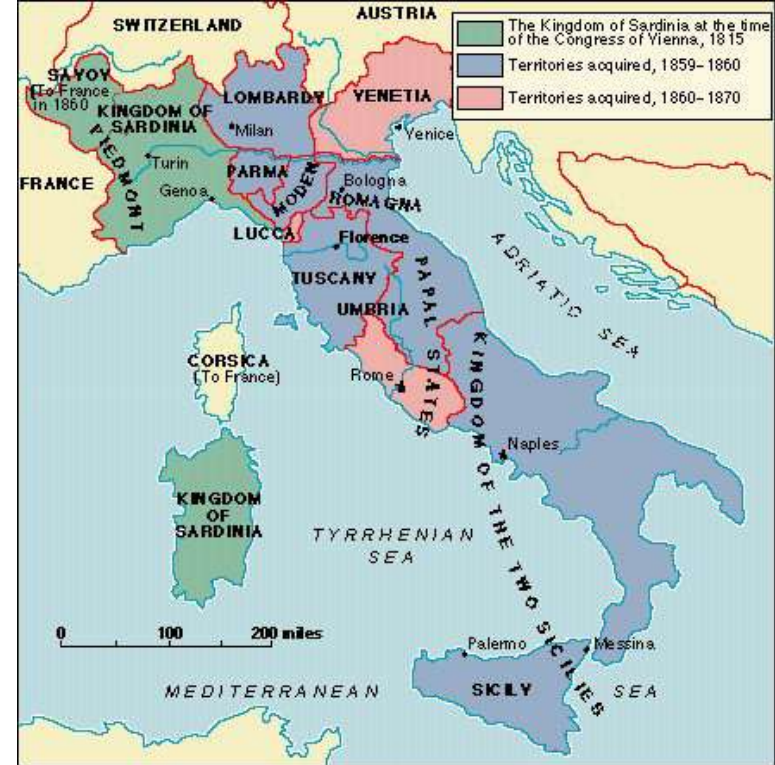 SWITZERLAND
AUSTRIA
The Kingdom of Sardinia at the time
of the Congress of Vienna, 1815
Territories acquired, 1859-1860
Territories acquired, 1860-1870
SAVOY
(To France
in 1860
KINGDOM OF
SARDINIA
PIEDMONT
LOMBARDY
Milan
VENETIA
Venice
Turin
Genoa
FRANCE
PARMA
MODEN
Bologna
ROMAGNA
LUCCA
Florence
TUSCANY
UMBRIA
PAPAL STATES
ADRIATIC SEA
CORSICA
(To France)
Rome
KINGDOM OF THE TWO SICILIES
Naples
KINGDOM
OF
SARDINIA
TYRRHENIAN
SEA
0 100 200 miles
Palermo
Messina
MEDITERRANEAN SEA
SICILY